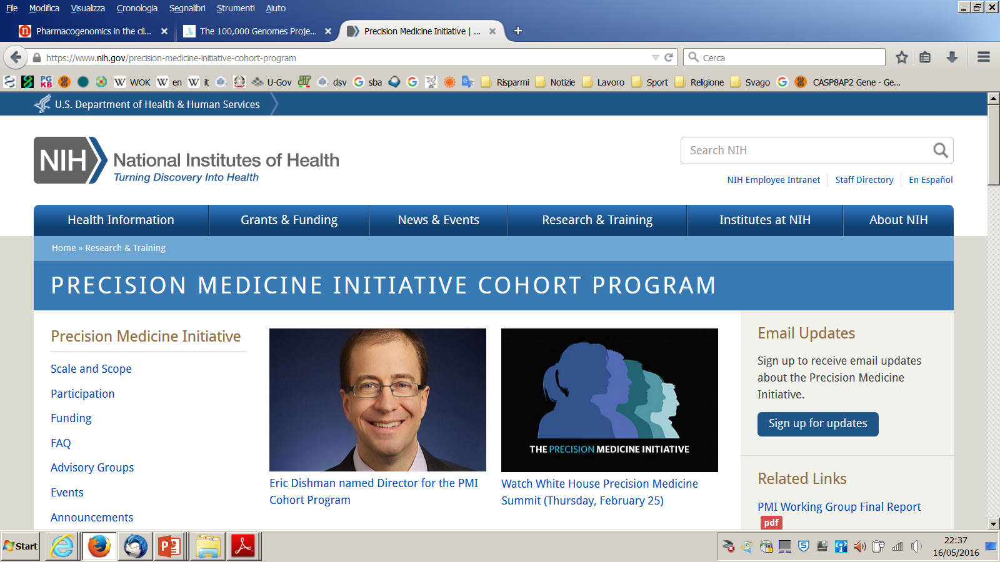 File Modifica Visualizza Cronologia Segnalibri Strumenti Aiuto
Pharmacogenomics in the cli... The 100,000 Genomes Proje... Precision Medicine Initiative | ...
https://www.nih.gov/precision-medicine-initiative-cohort-program Cerca
PG KB W WOK W en W it U-Gov dsv sba Risparmi Notizie Lavoro Sport Religione Svago CASP8AP2 Gene - Ge...
U.S. Department of Health & Human Services
NIH National Institutes of Health
Turning Discovery Into Health
Search NIH
NIH Employee Intranet Staff Directory En Español
Health Information Grants & Funding News & Events Research & Training Institutes at NIH About NIH
Home » Research & Training
PRECISION MEDICINE INITIATIVE COHORT PROGRAM
Precision Medicine Initiative
Scale and Scope
Participation
Funding
FAQ
Advisory Groups
Events
Announcements
Eric Dishman named Director for the PMI
Cohort Program
THE PRECISION MEDICINE INITIATIVE
Watch White House Precision Medicine
Summit (Thursday, February 25)
Email Updates
Sign up to receive email updates
about the Precision Medicine
Initiative.
Sign up for updates
Related Links
PMI Working Group Final Report
pdf
Start
22:37
16/05/2016